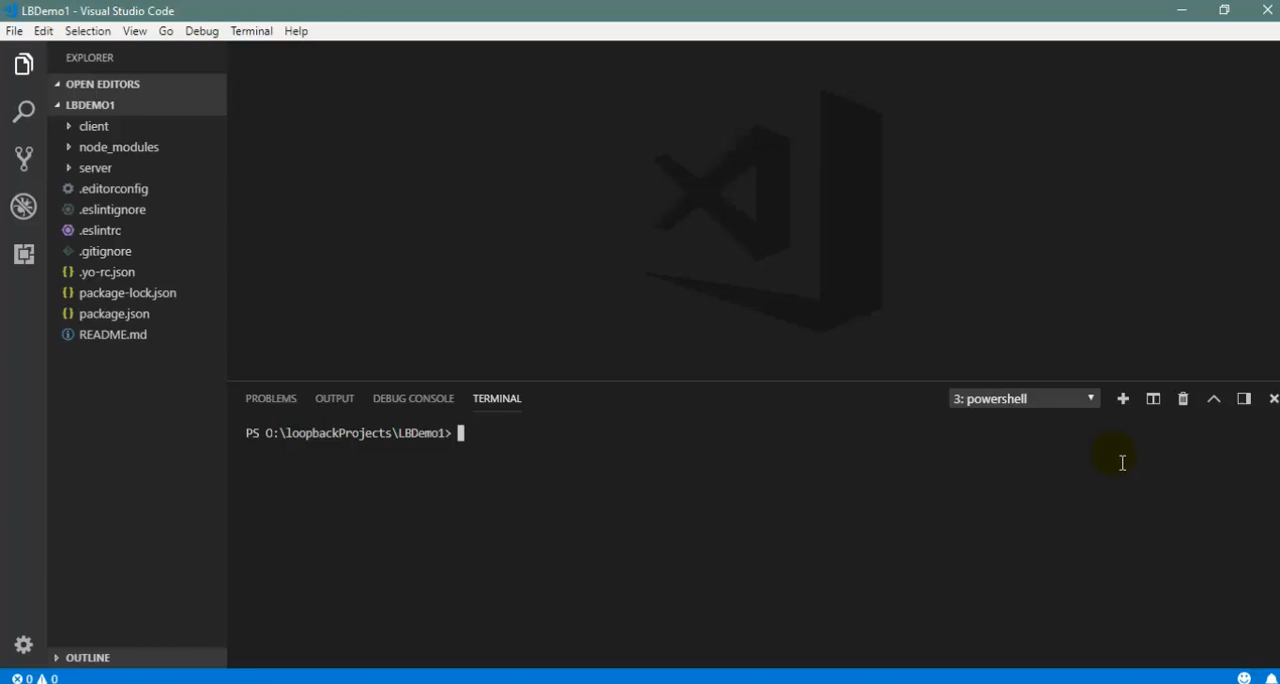 LBDemo1 - Visual Studio Code
File Edit Selection View Go Debug Terminal Help
EXPLORER
OPEN EDITORS
LBDEMO1
client
node_modules
server
.editorconfig
.eslintignore
.eslintrc
.gitignore
.yo-rc.json
package-lock.json
package.json
README.md
OUTLINE
PROBLEMS OUTPUT DEBUG CONSOLE TERMINAL 3: powershell
PS O:\loopbackProjects\LBDemo1>
0 0